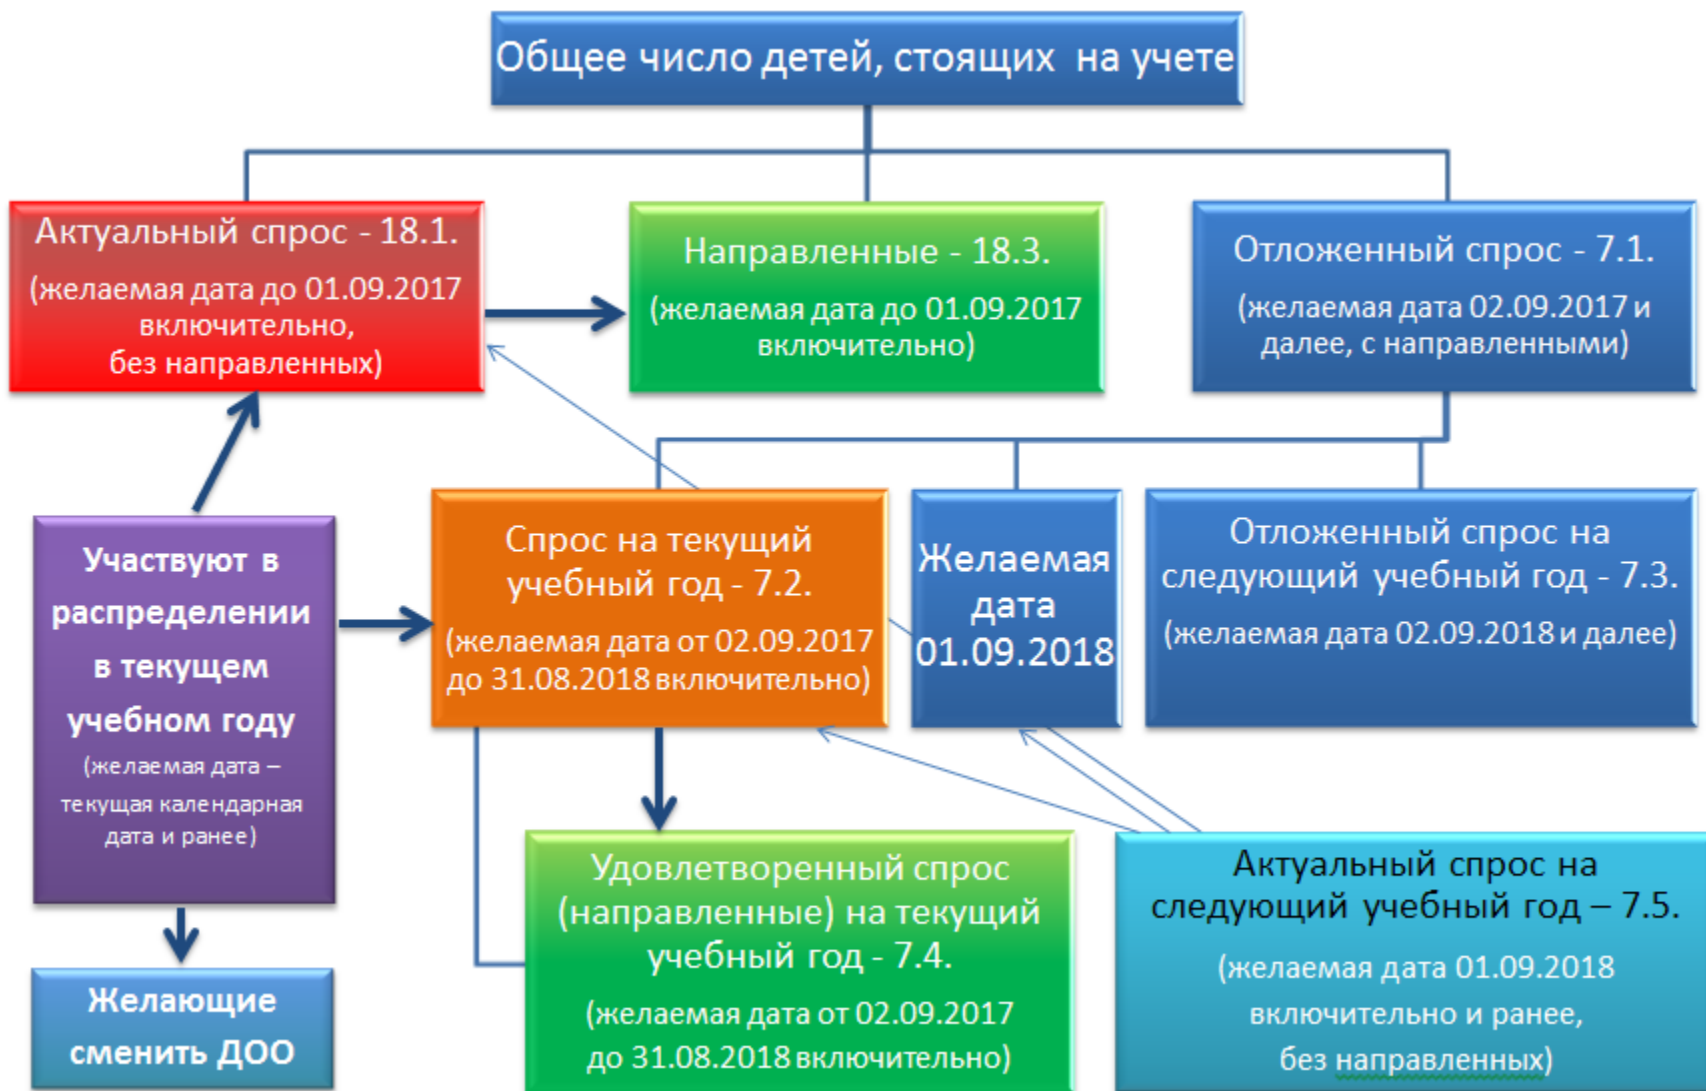 Общее число детей, стоящих на учете
Актуальный спрос - 18.1.
(желаемая дата до 01.09.2017
включительно,
без направленных)
Направленные - 18.3.
(желаемая дата до 01.09.2017
включительно)
Отложенный спрос - 7.1.
(желаемая дата 02.09.2017 и
далее, с направленными)
Участвуют в
распределении
в текущем
учебном году
(желаемая дата –
текущая календарная
дата и ранее)
Спрос на текущий
учебный год - 7.2.
(желаемая дата от 02.09.2017
до 31.08.2018 включительно)
Желаемая
дата
01.09.2018
Отложенный спрос на
следующий учебный год - 7.3.
(желаемая дата 02.09.2018 и далее)
Желающие
сменить ДОО
Удовлетворенный спрос
(направленные) на текущий
учебный год - 7.4.
(желаемая дата от 02.09.2017
до 31.08.2018 включительно)
Актуальный спрос на
следующий учебный год – 7.5.
(желаемая дата 01.09.2018
включительно и ранее,
без направленных)